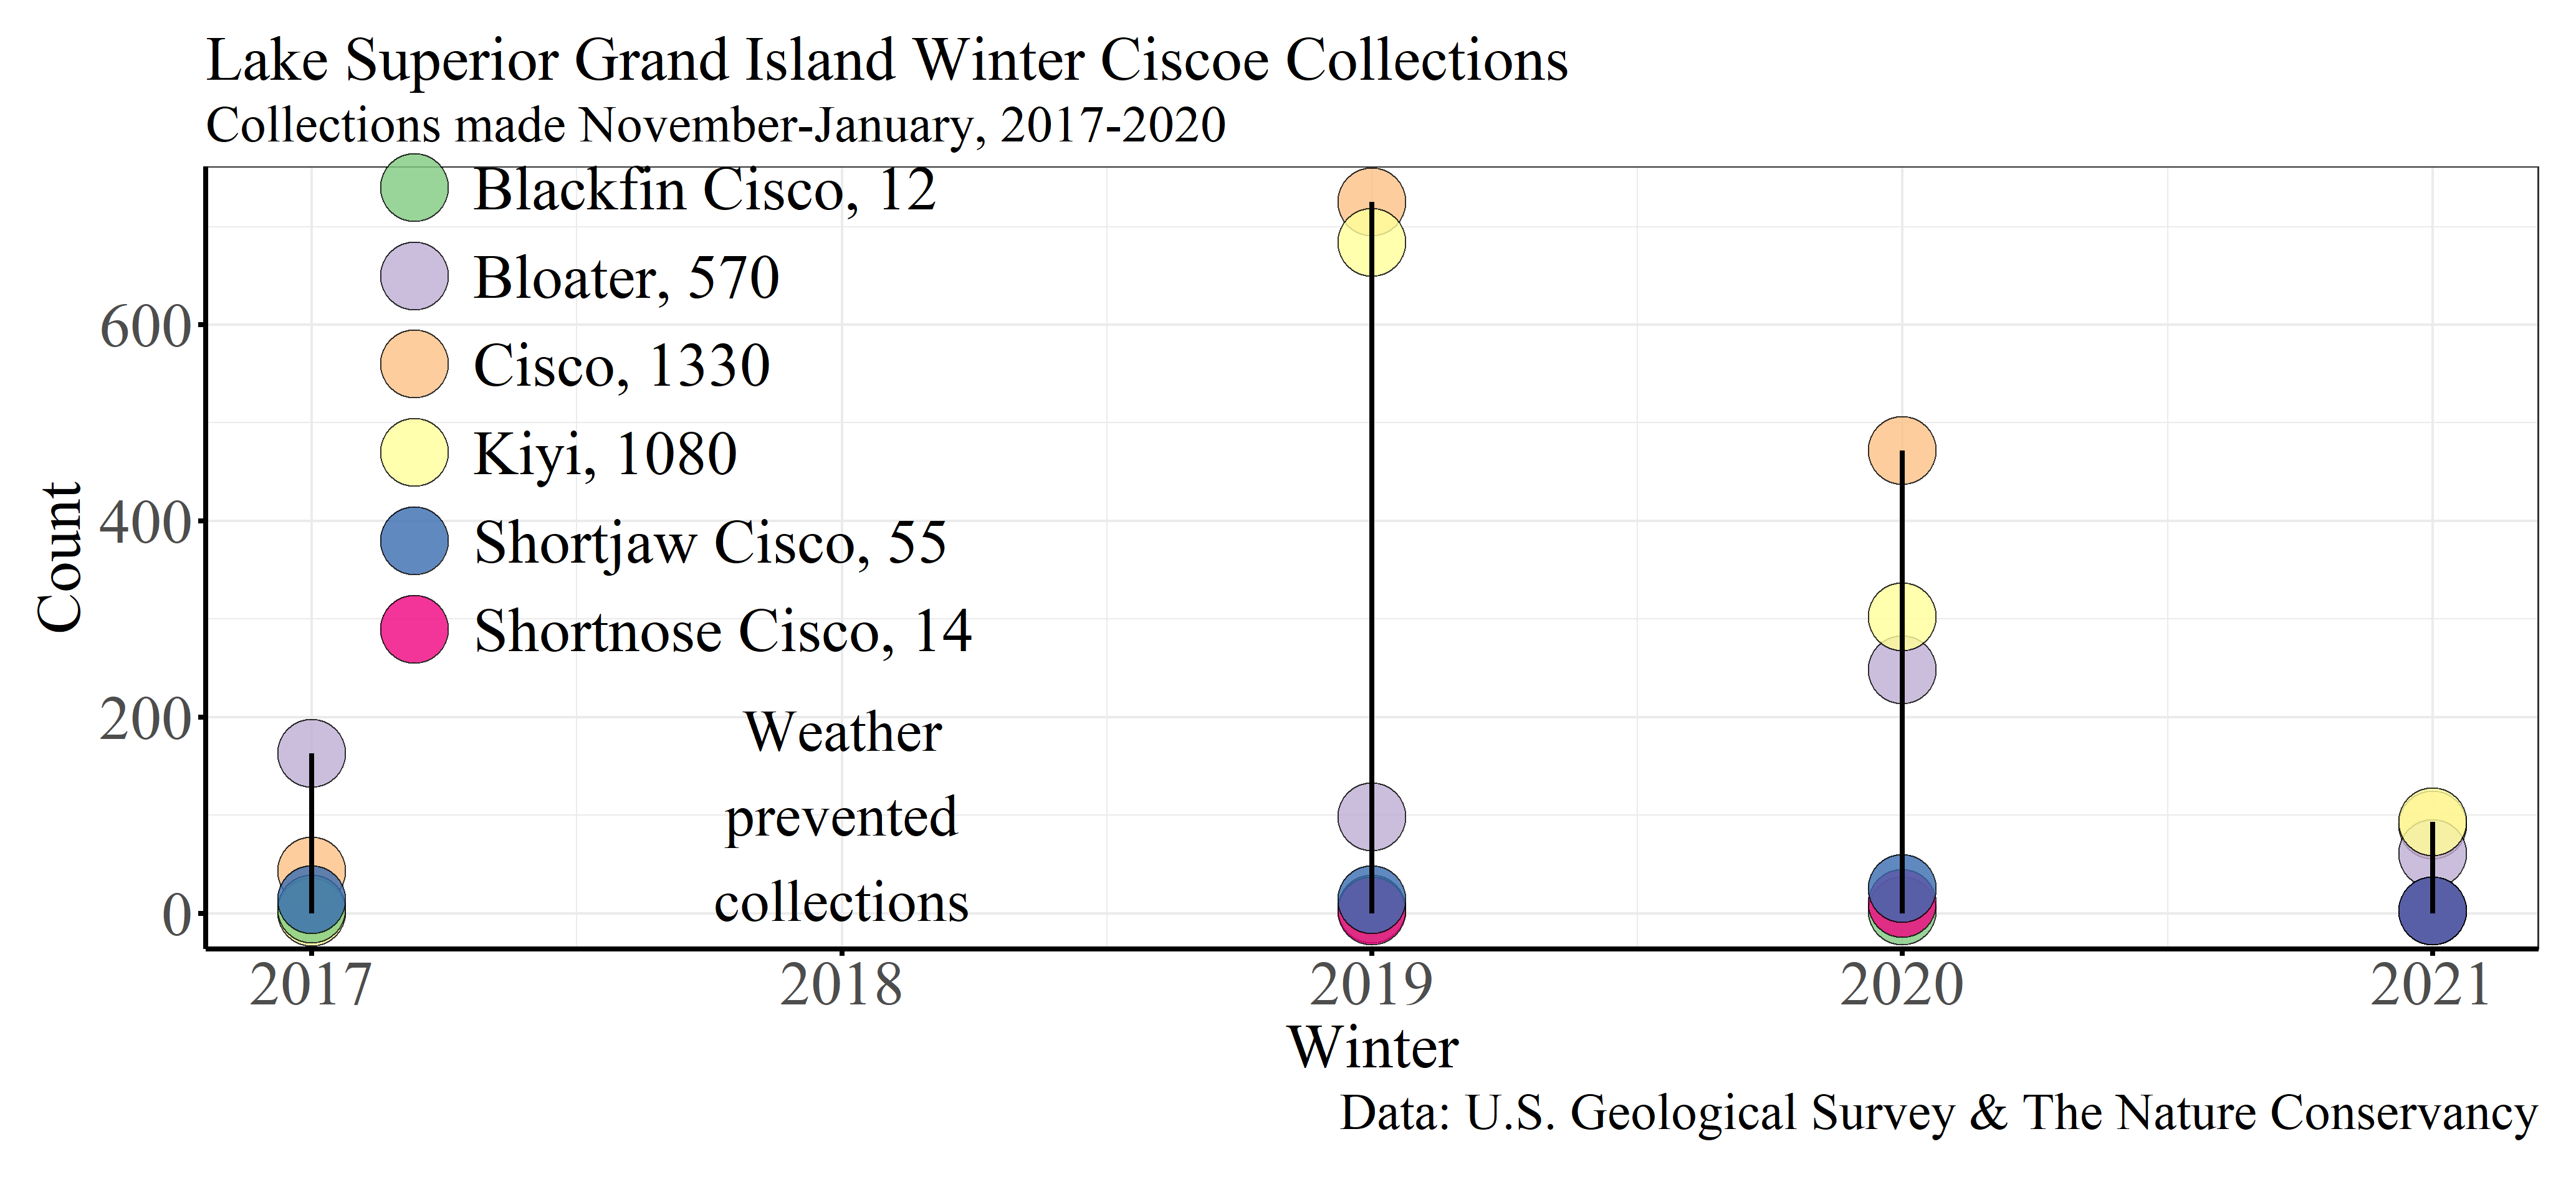 Lake Superior Grand Island Winter Ciscoe Collections
Collections made November-January, 2017-2020
Blackfin Cisco, 12
Bloater, 570
Cisco, 1330
Kiyi, 1080
Shortjaw Cisco, 55
Shortnose Cisco, 14
Weather
prevented
collections
Count
600
400
200
0
2017 2018 2019 2020 2021
Winter
Data: U.S. Geological Survey & The Nature Conservancy